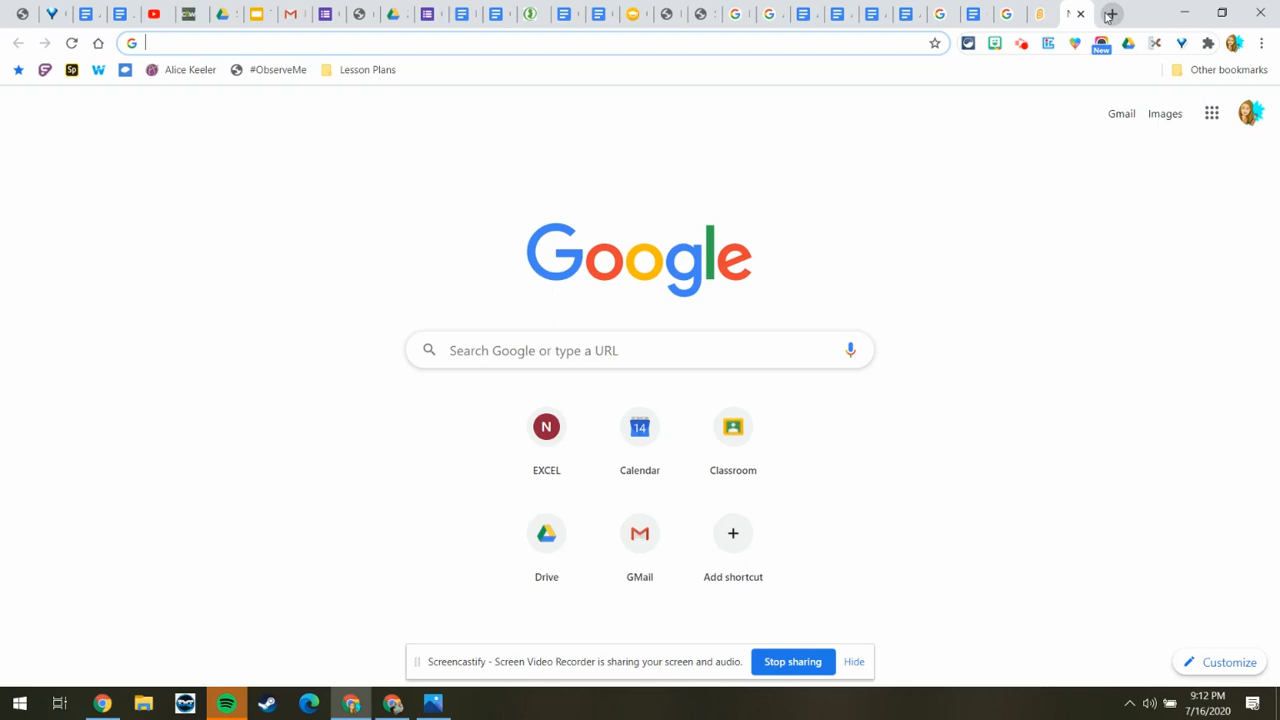 New
Alice Keeler
#ObserveMe
Lesson Plans
Other bookmarks
Gmail
Images
Google
Search Google or type a URL
N
14
EXCEL
Calendar
Classroom
Drive
GMail
Add shortcut
Screencastify - Screen Video Recorder is sharing your screen and audio.
Stop sharing
Hide
Customize
9:12 PM
7/16/2020